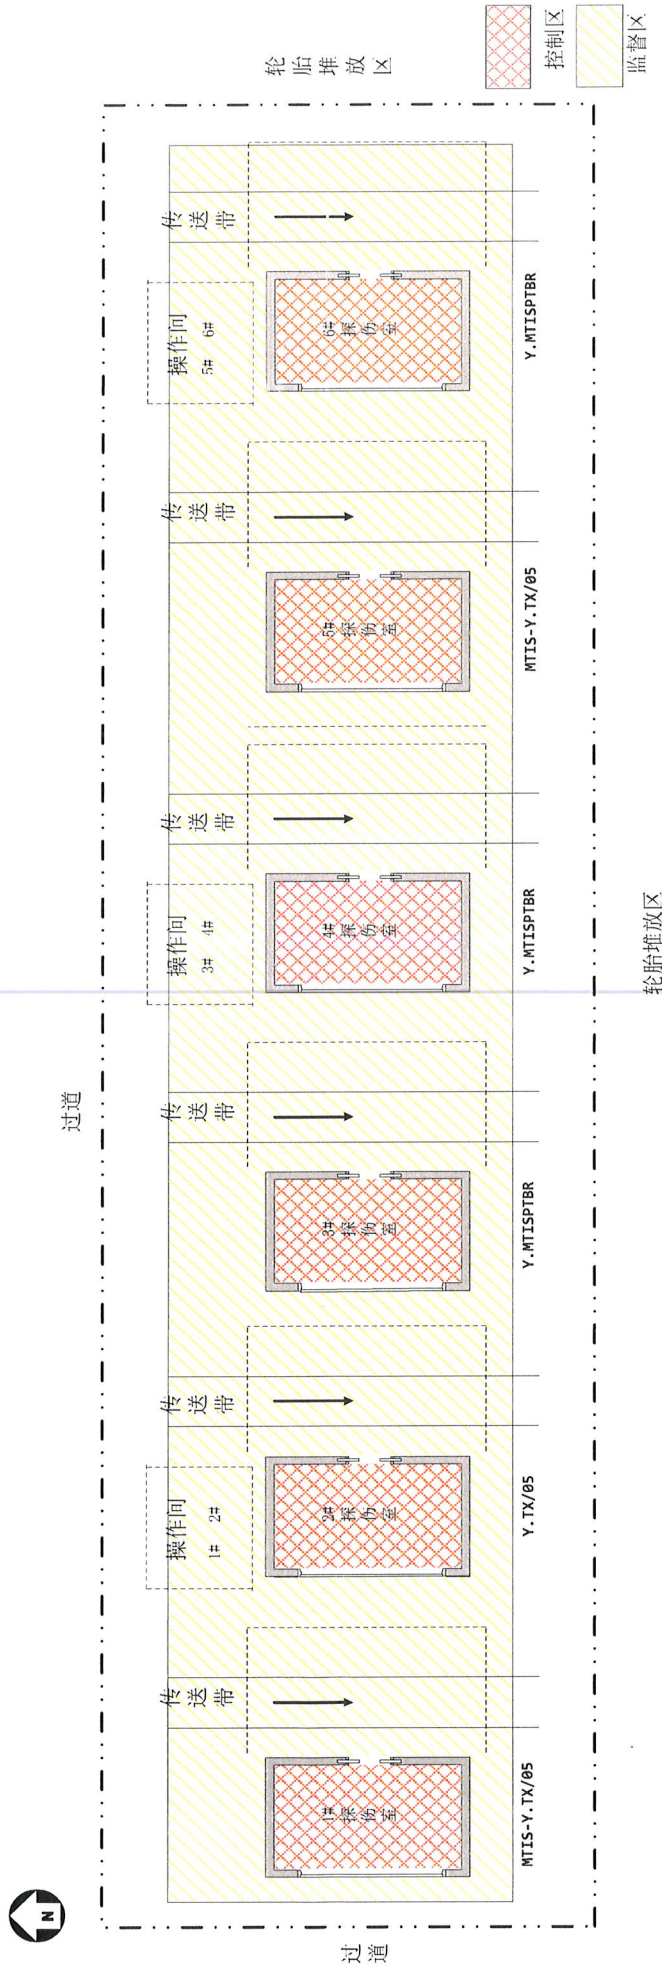 N
过道
过
道
操作间
1# 2#
操作间
3# 4#
操作间
5# 6#
传
送
带
传
送
带
传
送
带
传
送
带
传
送
带
传
送
带
1#
探
伤
室
2#
探
伤
室
3#
探
伤
室
4#
探
伤
室
5#
探
伤
室
6#
探
伤
室
MTIS-Y.TX/05
Y.TX/05
Y.MTISPTBR
Y.MTISPTBR
MTIS-Y.TX/05
Y.MTISPTBR
轮
胎
堆
放
区
轮胎堆放区
控制区
监督区